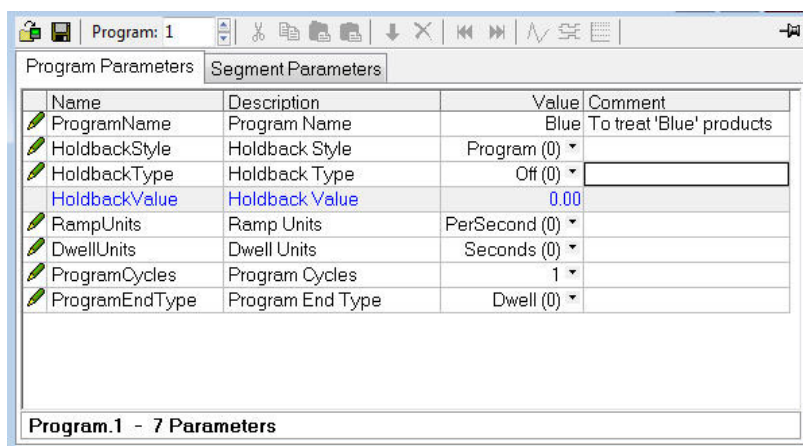 Program: 1
Program Parameters Segment Parameters
Name Description Value Comment
ProgramName Program Name Blue To treat 'Blue' products
HoldbackStyle Holdback Style Program (0)
HoldbackType Holdback Type Off (0)
HoldbackValue Holdback Value 0.00
RampUnits Ramp Units PerSecond (0)
DwellUnits Dwell Units Seconds (0)
ProgramCycles Program Cycles 1
ProgramEndType Program End Type Dwell (0)
Program.1 - 7 Parameters